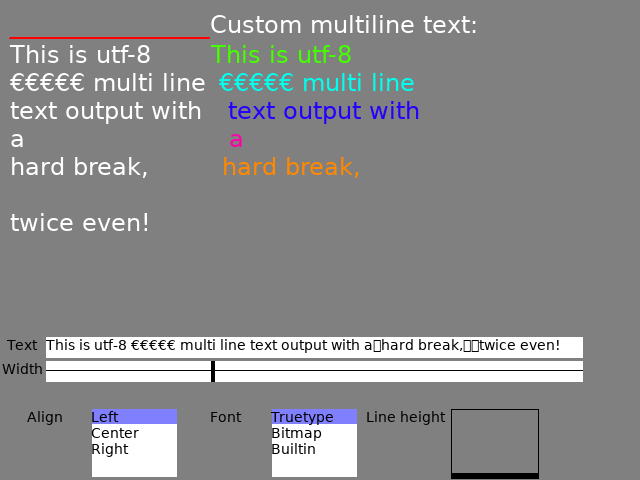 Custom multiline text:
This is utf-8
€€€€€ multi line
text output with
a
hard break,
twice even!
This is utf-8
€€€€€ multi line
text output with
a
hard break,
Text
This is utf-8 €€€€€ multi line text output with a▯hard break,▯▯twice even!
Width
Align
Left
Center
Right
Font
Truetype
Bitmap
Builtin
Line height